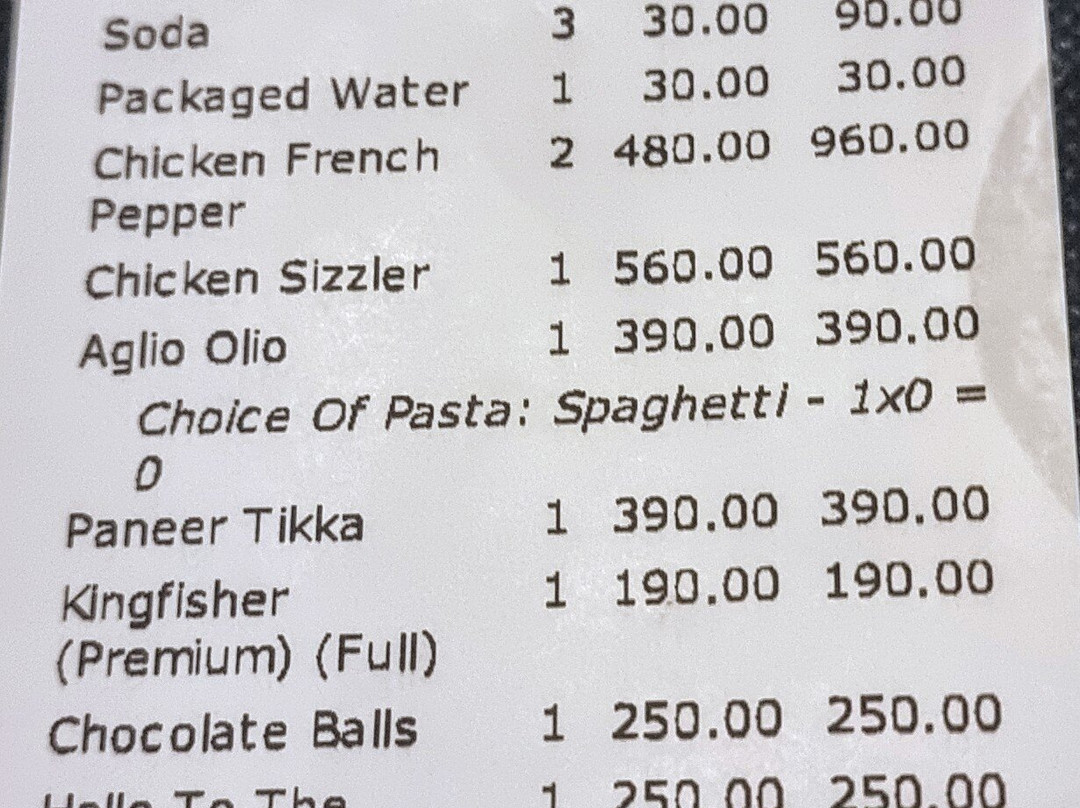 Soda 3 30.00 90.00
Packaged Water 1 30.00 30.00
Chicken French 2 480.00 960.00
Pepper
Chicken Sizzler 1 560.00 560.00
Aglio Olio 1 390.00 390.00
Choice Of Pasta: Spaghetti - 1x0 =
0
Paneer Tikka 1 390.00 390.00
Kingfisher 1 190.00 190.00
(Premium) (Full)
Chocolate Balls 1 250.00 250.00
Hello To The 1 250.00 250.00